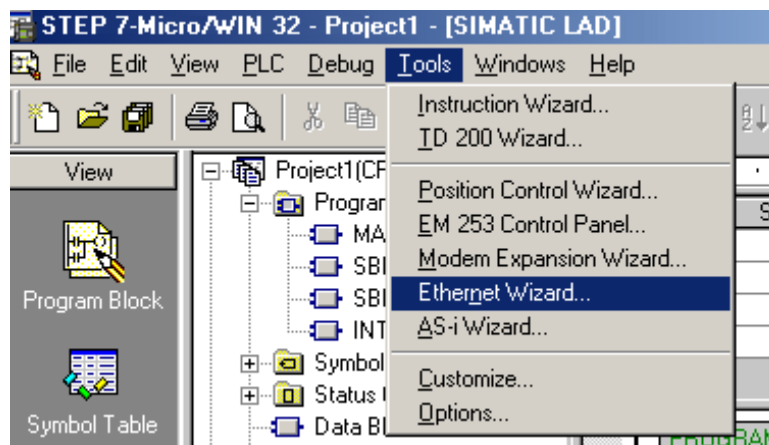 STEP 7-Micro/WIN 32 - Project1 - [SIMATIC LAD]
File Edit View PLC Debug Tools Windows Help
Instruction Wizard...
TD 200 Wizard...
View
Project1(
Position Control Wizard...
EM 253 Control Panel...
MA
Modem Expansion Wizard...
SBI
Program Block
Ethernet Wizard...
SBI
AS-i Wizard...
INT
Symbol
Customize...
Status
Symbol Table
Options...
Data Bl